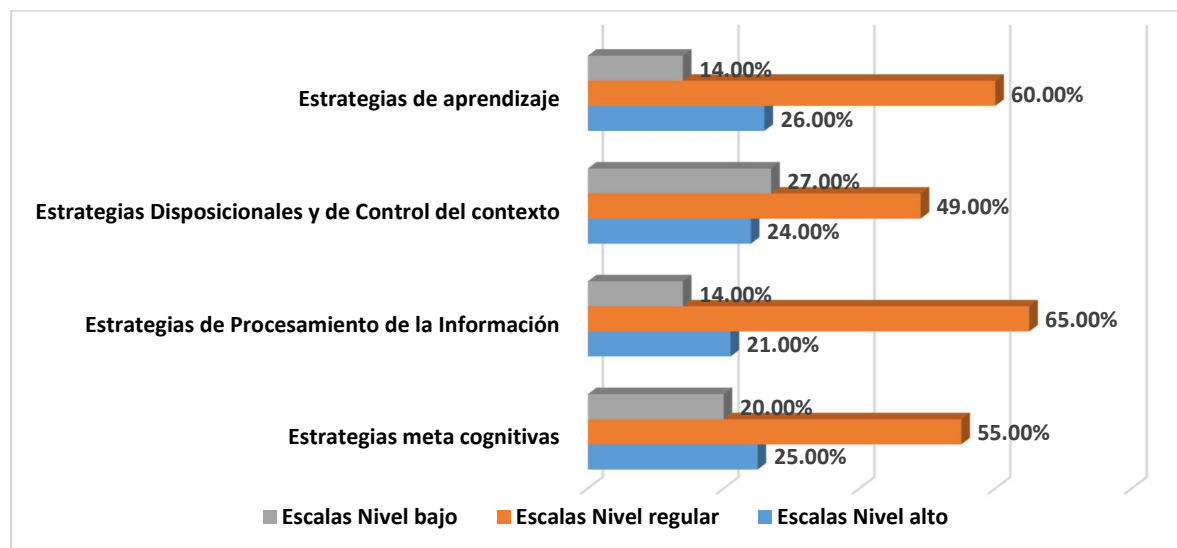 14.00%
Estrategias de aprendizaje
60.00%
26.00%
27.00%
Estrategias Disposicionales y de Control del contexto
49.00%
24.00%
14.00%
Estrategias de Procesamiento de la Información
65.00%
21.00%
20.00%
Estrategias meta cognitivas
55.00%
25.00%
Escalas Nivel bajo Escalas Nivel regular Escalas Nivel alto